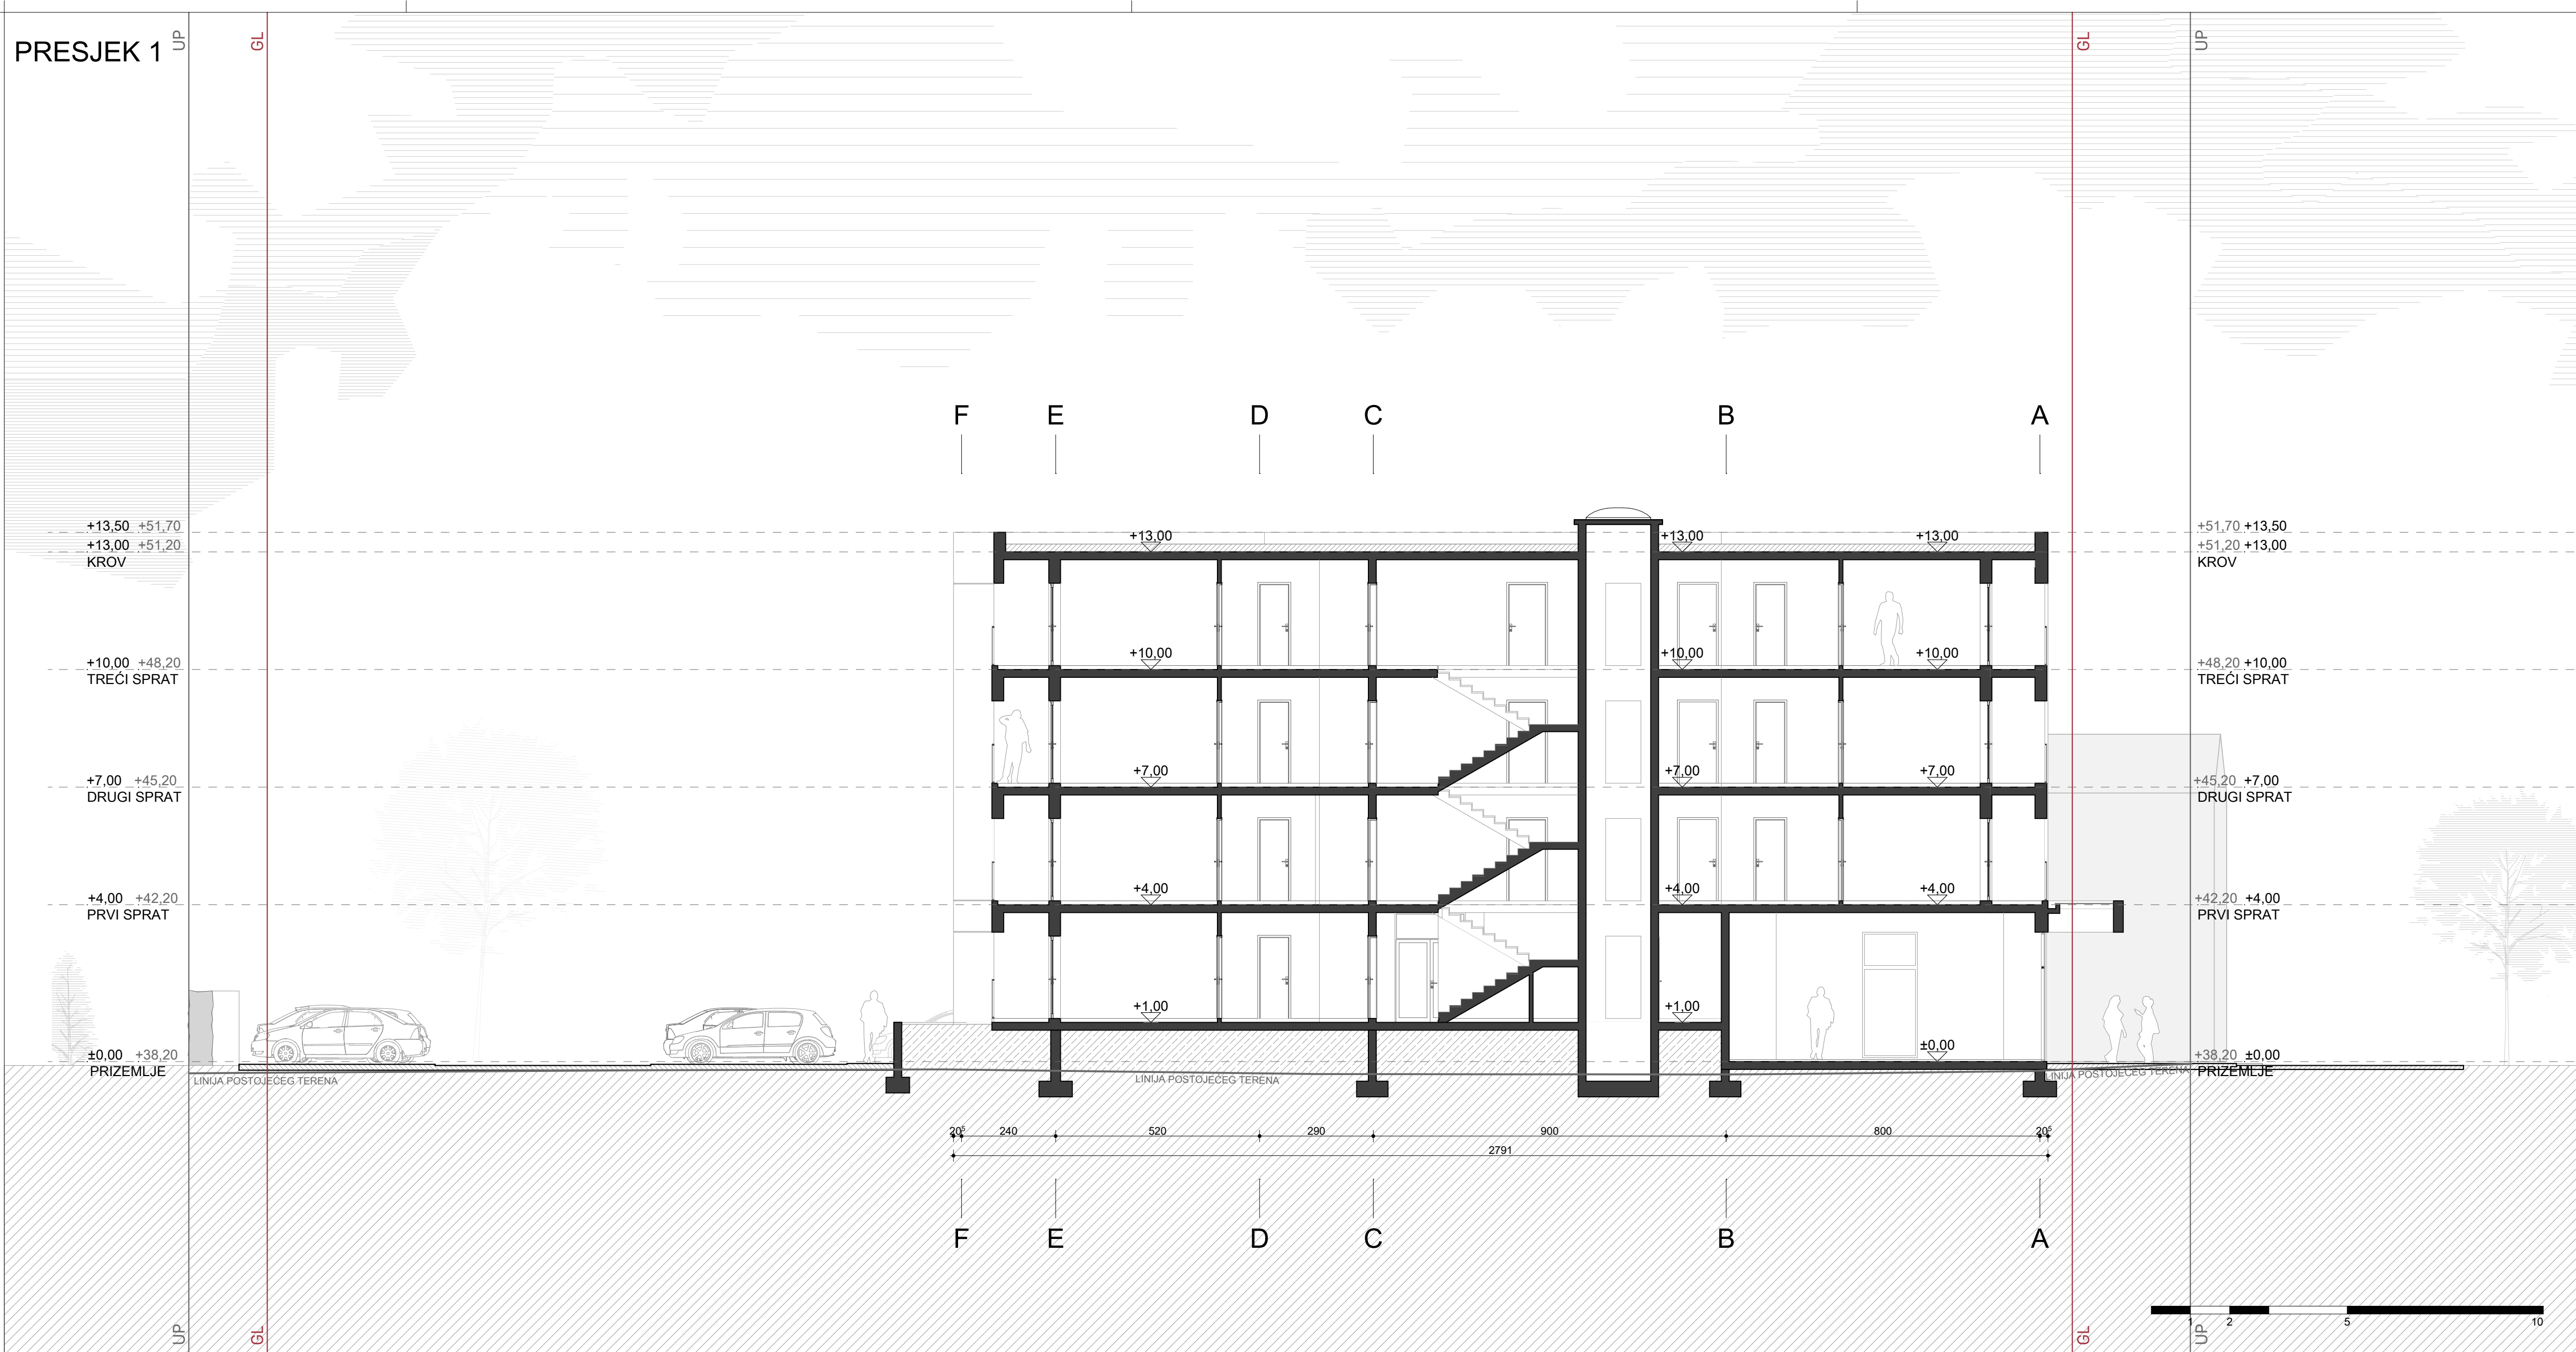 PRESJEK 1
UP GL GL UP
F E D C B A
+13,50 +51,70 +51,70 +13,50
+13,00 +51,20 +13,00 +13,00 +13,00 +51,20 +13,00
KROV KROV
+10,00 +48,20 +10,00 +10,00 +10,00 +48,20 +10,00
TREĆI SPRAT TREĆI SPRAT
+7,00 +45,20 +7,00 +7,00 +7,00 +45,20 +7,00
DRUGI SPRAT DRUGI SPRAT
+4,00 +42,20 +4,00 +4,00 +4,00 +42,20 +4,00
PRVI SPRAT PRVI SPRAT
+1,00 +1,00
±0,00 +38,20 ±0,00 +38,20 ±0,00
PRIZEMLJE PRIZEMLJE
LINIJA POSTOJEĆEG TERENA LINIJA POSTOJEĆEG TERENA LINIJA POSTOJEĆEG TERENA
20⁵ 240 520 290 900 800 20⁵
2791
F E D C B A
1 2 5 10
UP GL GL UP